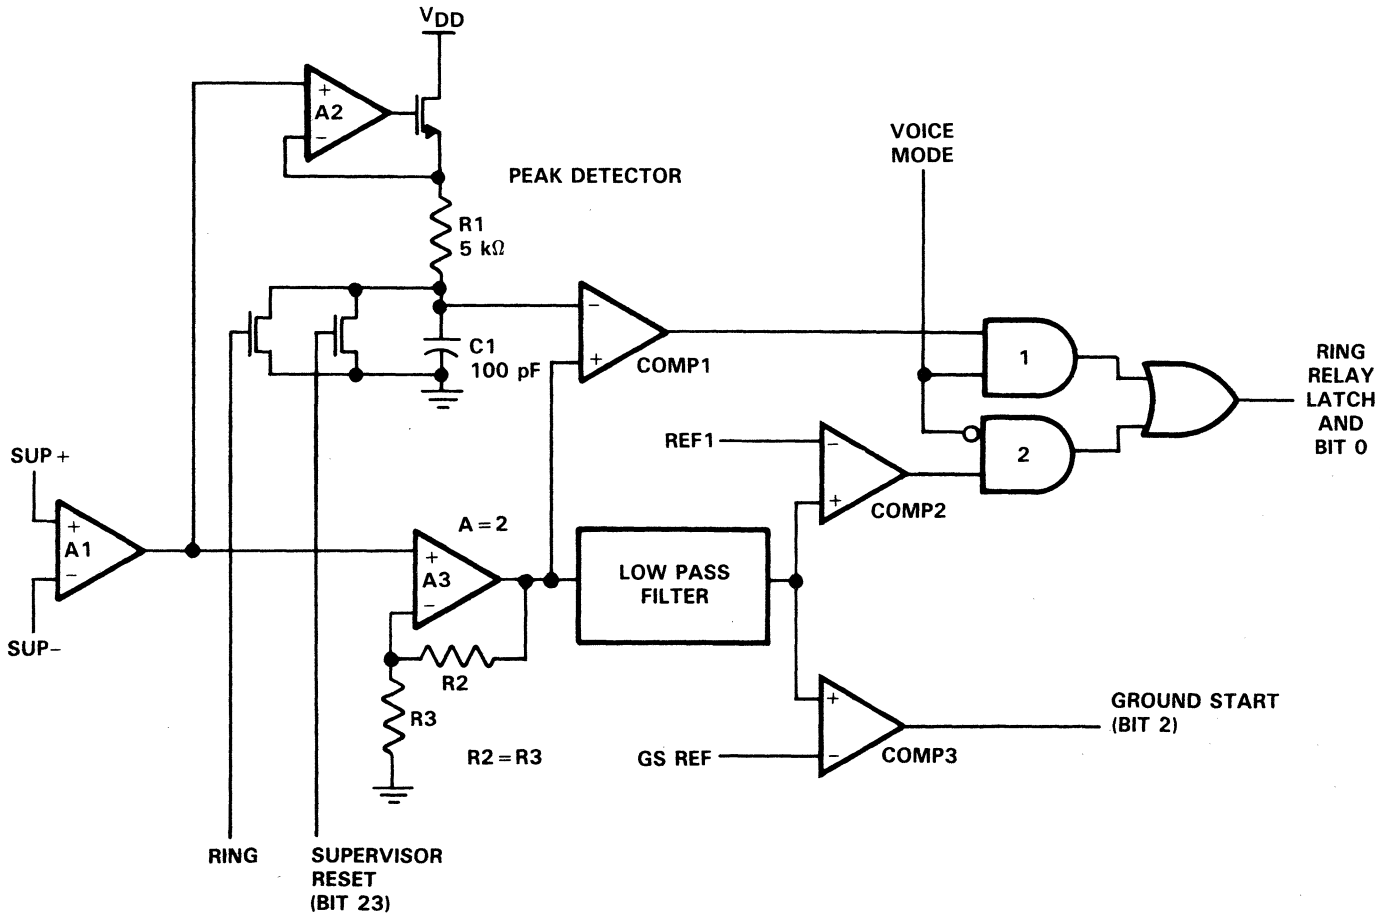 VDD
+
A2
−
PEAK DETECTOR
R1
5 kΩ
VOICE
MODE
−
+
COMP1
C1
100 pF
1
RING
RELAY
LATCH
AND
BIT 0
REF1
−
+
COMP2
2
SUP+
+
A1
−
SUP−
A=2
+
A3
−
LOW PASS
FILTER
R2
R3
R2=R3
+
−
COMP3
GS REF
GROUND START
(BIT 2)
RING
SUPERVISOR
RESET
(BIT 23)